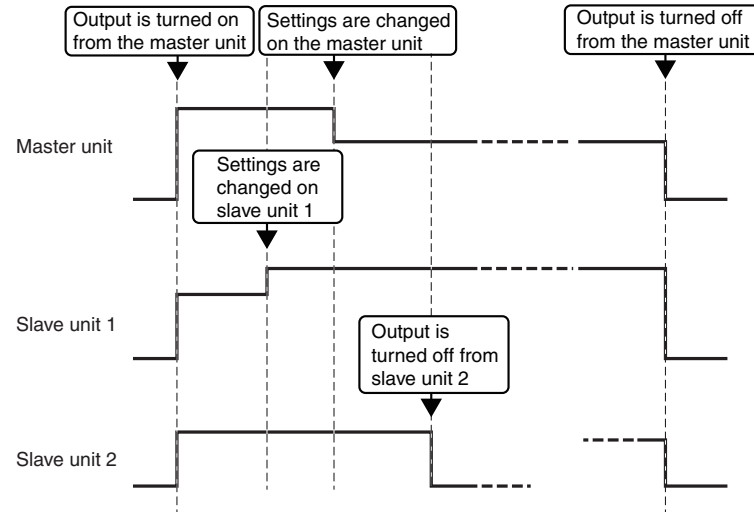 Output is turned on
from the master unit
Settings are changed
on the master unit
Output is turned off
from the master unit
Master unit
Settings are
changed on
slave unit 1
Slave unit 1
Output is
turned off from
slave unit 2
Slave unit 2